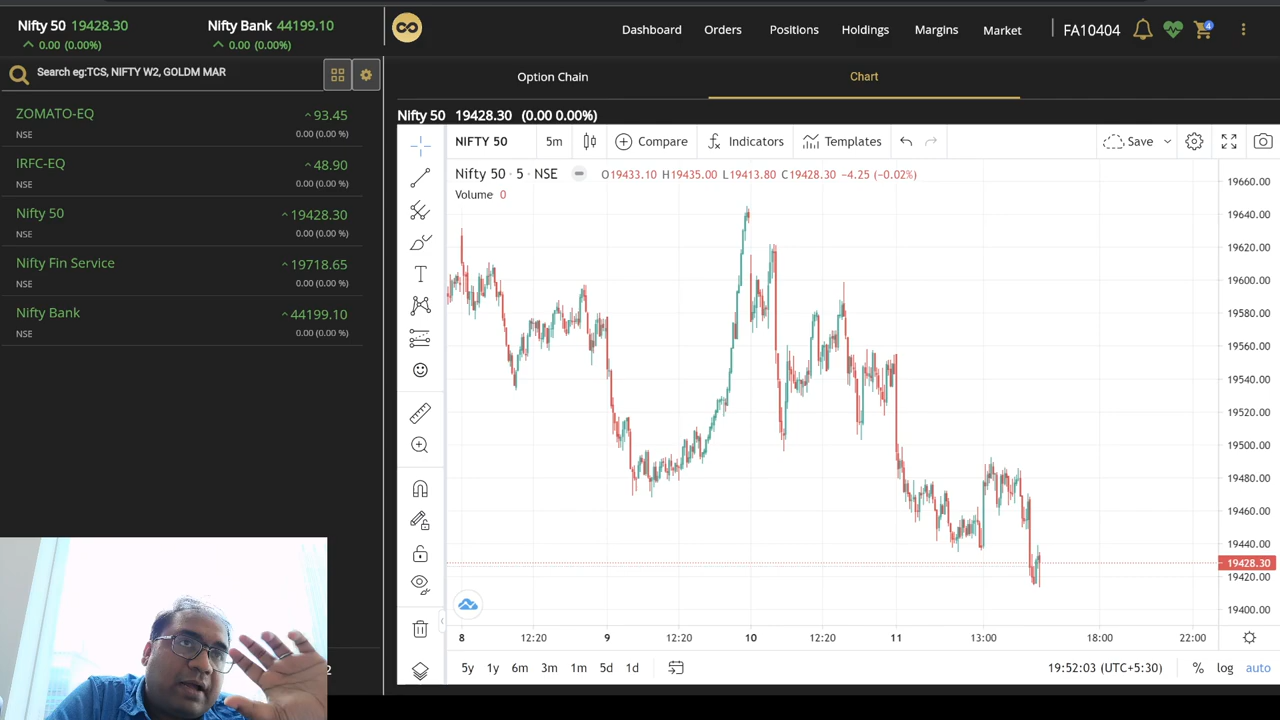 Nifty 50 19428.30
0.00 (0.00%)
Nifty Bank 44199.10
0.00 (0.00%)
Dashboard Orders Positions Holdings Margins Market FA10404 4
Search eg:TCS, NIFTY W2, GOLDM MAR
Option Chain Chart
ZOMATO-EQ 93.45
NSE 0.00 (0.00 %)
IRFC-EQ 48.90
NSE 0.00 (0.00 %)
Nifty 50 19428.30
NSE 0.00 (0.00 %)
Nifty Fin Service 19718.65
NSE 0.00 (0.00 %)
Nifty Bank 44199.10
NSE 0.00 (0.00 %)
Nifty 50 19428.30 (0.00 0.00%)
NIFTY 50 5m Compare Indicators Templates Save
Nifty 50 · 5 · NSE O19433.10 H19435.00 L19413.80 C19428.30 −4.25 (−0.02%)
Volume 0
19660.00
19640.00
19620.00
19600.00
19580.00
19560.00
19540.00
19520.00
19500.00
19480.00
19460.00
19440.00
19428.30
19420.00
19400.00
8 12:20 9 12:20 10 12:20 11 13:00 18:00 22:00
5y 1y 6m 3m 1m 5d 1d 19:52:03 (UTC+5:30) % log auto
2